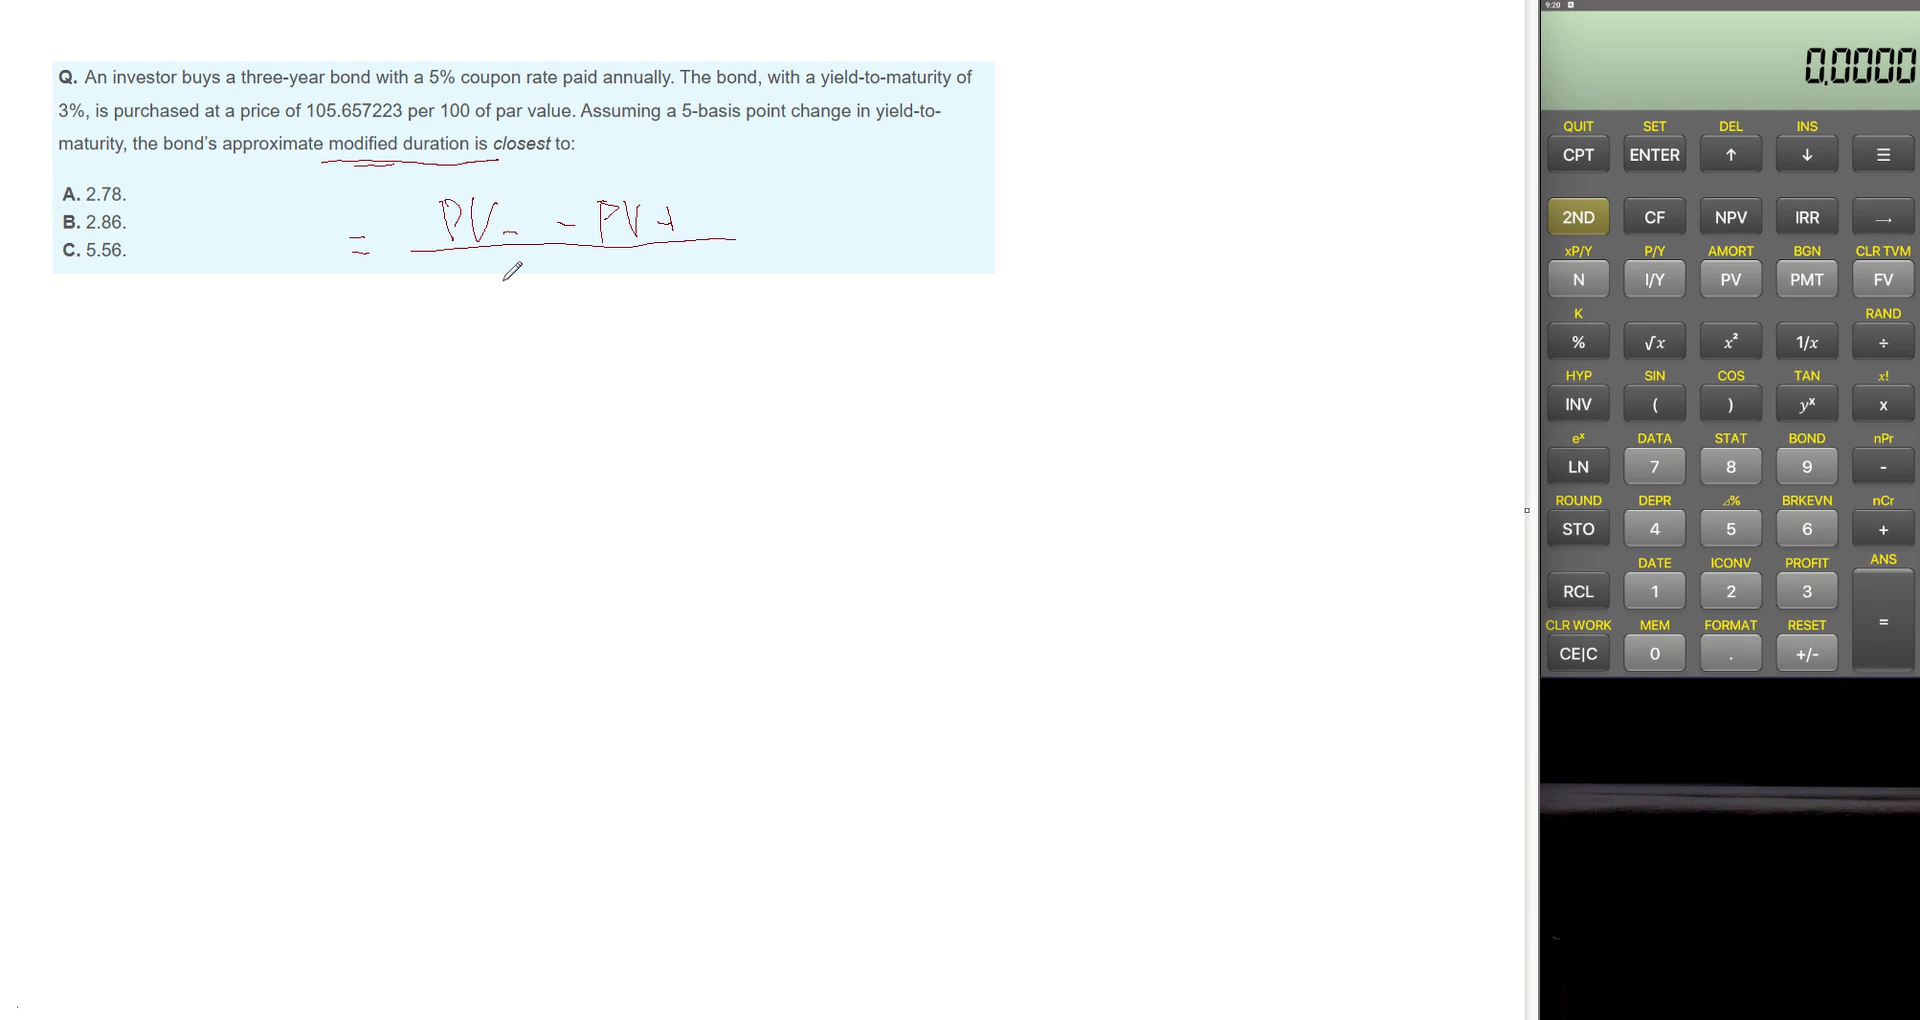 Q. An investor buys a three-year bond with a 5% coupon rate paid annually. The bond, with a yield-to-maturity of
3%, is purchased at a price of 105.657223 per 100 of par value. Assuming a 5-basis point change in yield-to-
maturity, the bond's approximate modified duration is closest to:
A. 2.78.
B. 2.86.
C. 5.56.
= PV- - PV+
9:20
0.0000
QUIT SET DEL INS
CPT ENTER ↑ ↓ ☰
2ND CF NPV IRR →
xP/Y P/Y AMORT BGN CLR TVM
N I/Y PV PMT FV
K RAND
% √x x² 1/x ÷
HYP SIN COS TAN x!
INV ( ) yˣ x
eˣ DATA STAT BOND nPr
LN 7 8 9 -
ROUND DEPR ⊿% BRKEVN nCr
STO 4 5 6 +
DATE ICONV PROFIT ANS
RCL 1 2 3 =
CLR WORK MEM FORMAT RESET
CE|C 0 . +/-